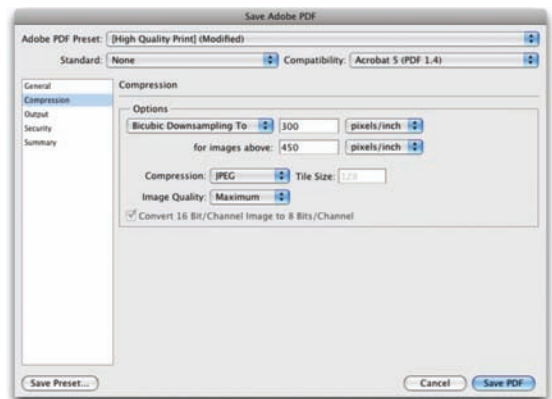 Save Adobe PDF
Adobe PDF Preset: [High Quality Print] (Modified)
Standard: None Compatibility: Acrobat 5 (PDF 1.4)
General
Compression
Output
Security
Summary
Compression
Options
Bicubic Downsampling To 300 pixels/inch
for images above: 450 pixels/inch
Compression: JPEG Tile Size: 128
Image Quality: Maximum
Convert 16 Bit/Channel Image to 8 Bits/Channel
Save Preset... Cancel Save PDF